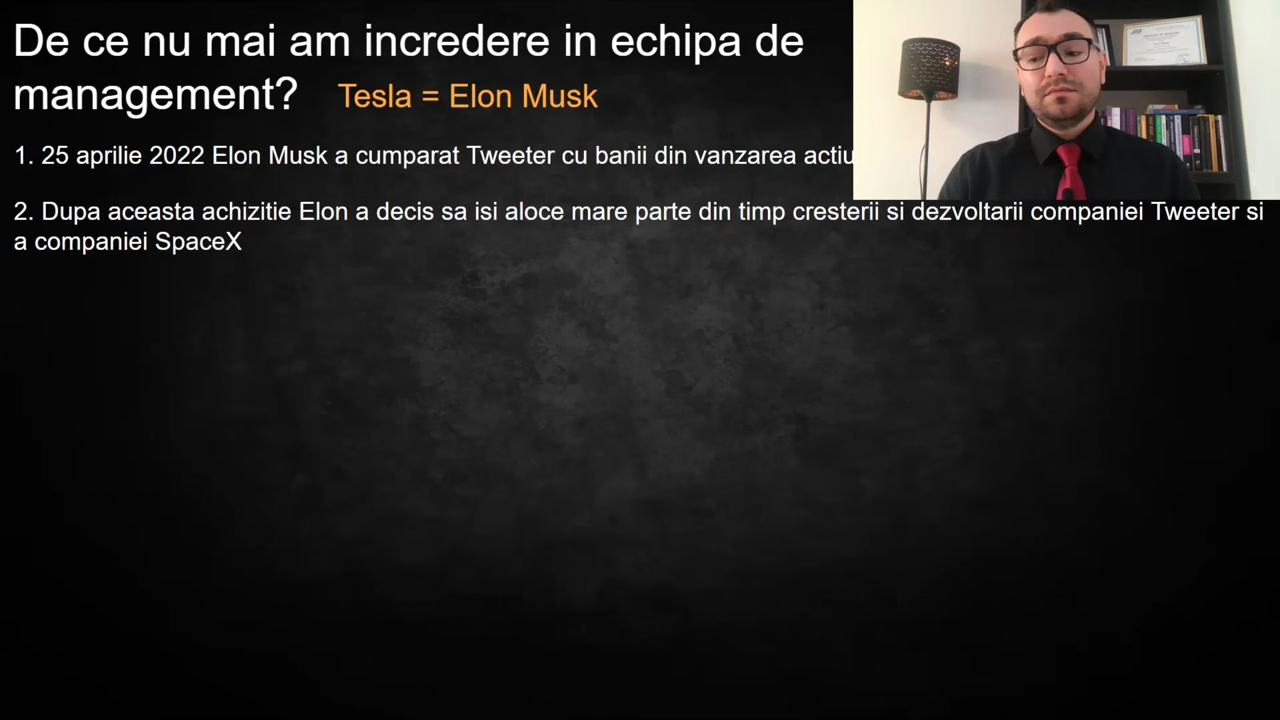 De ce nu mai am incredere in echipa de
management? Tesla = Elon Musk
1. 25 aprilie 2022 Elon Musk a cumparat Tweeter cu banii din vanzarea
2. Dupa aceasta achizitie Elon a decis sa isi aloce mare parte din timp cresterii si dezvoltarii companiei Tweeter si
a companiei SpaceX